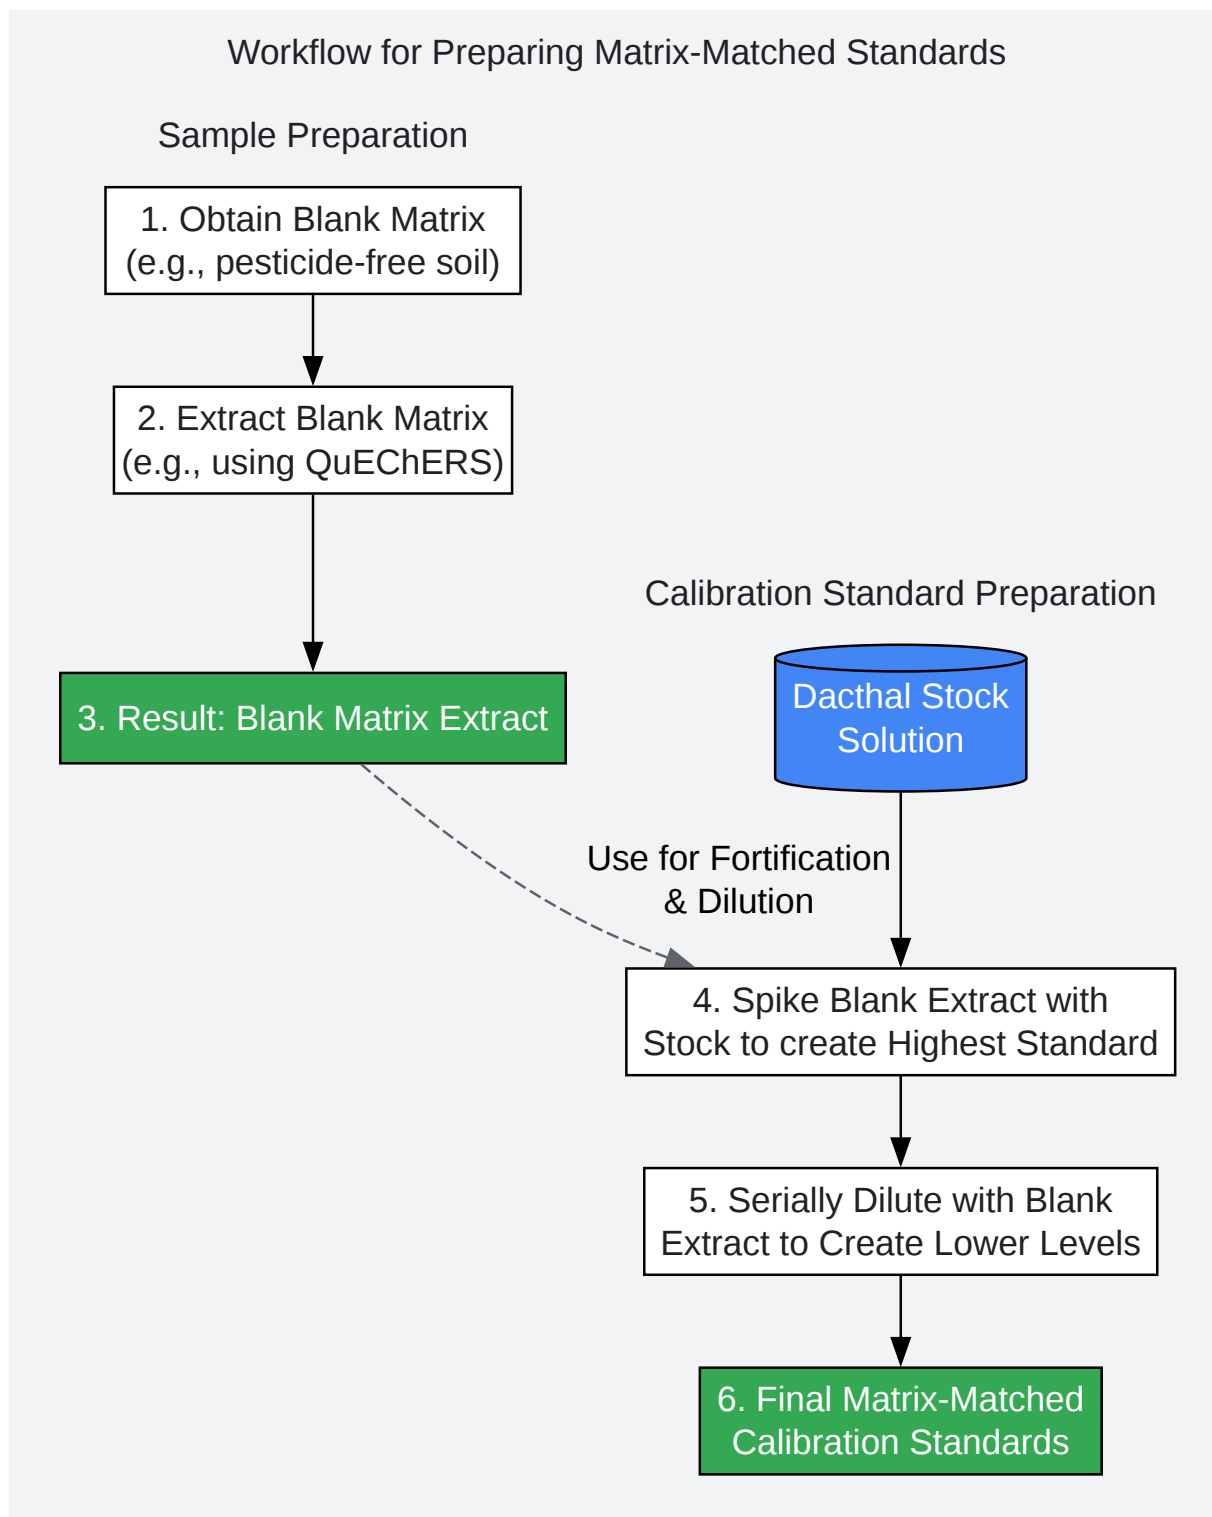 Workflow for Preparing Matrix-Matched Standards
Sample Preparation
1. Obtain Blank Matrix
(e.g., pesticide-free soil)
2. Extract Blank Matrix
(e.g., using QuEChERS)
3. Result: Blank Matrix Extract
Calibration Standard Preparation
Dacthal Stock
Solution
Use for Fortification
& Dilution
4. Spike Blank Extract with
Stock to create Highest Standard
5. Serially Dilute with Blank
Extract to Create Lower Levels
6. Final Matrix-Matched
Calibration Standards